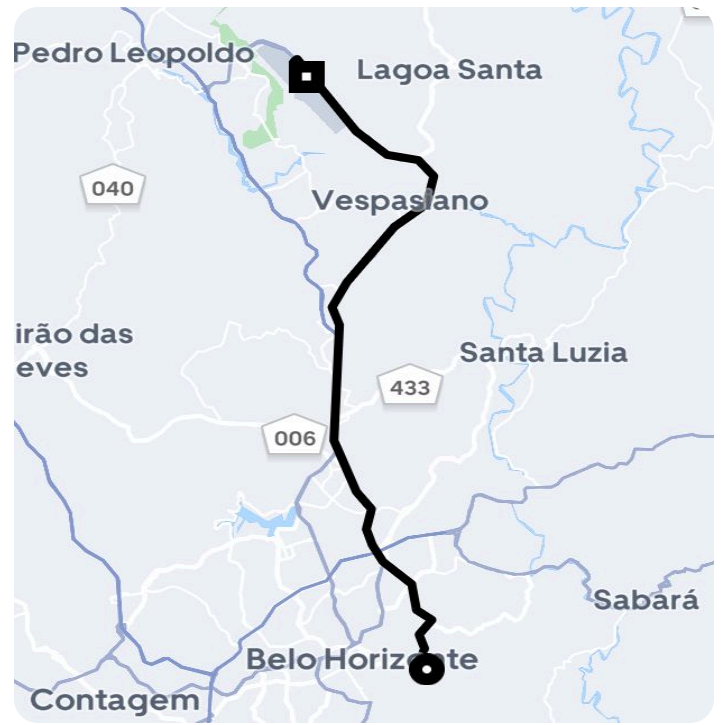 Pedro Leopoldo
Lagoa Santa
040
Vespasiano
irão das
eves
Santa Luzia
433
006
Sabará
Belo Horizonte
Contagem